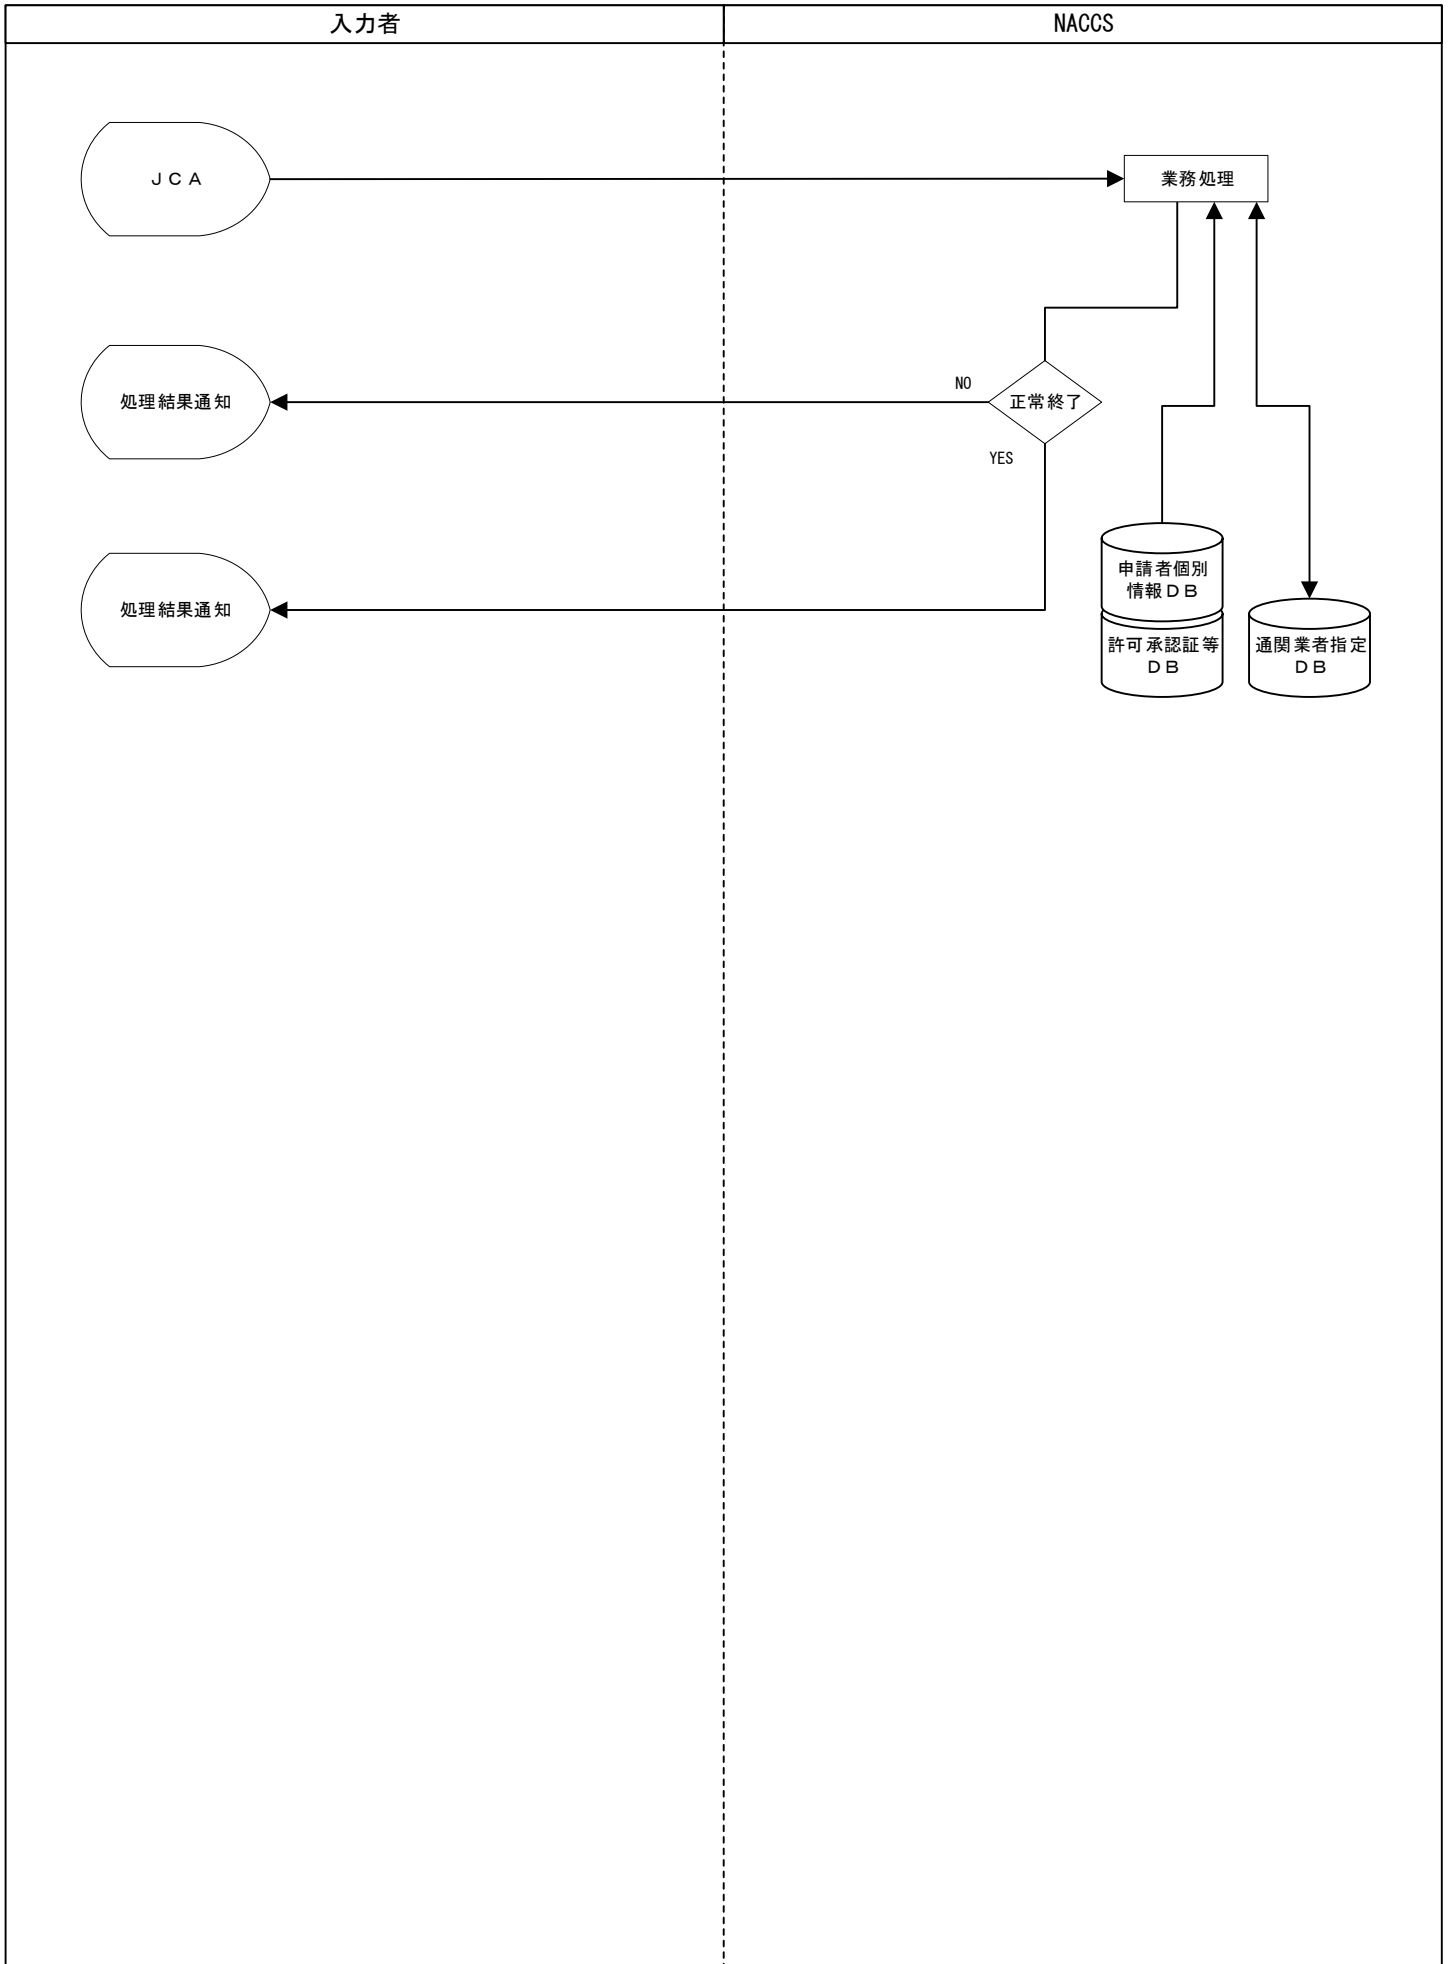 入力者
NACCS
ＪＣＡ
業務処理
処理結果通知
NO
正常終了
YES
処理結果通知
申請者個別
情報ＤＢ
許可承認証等
ＤＢ
通関業者指定
ＤＢ